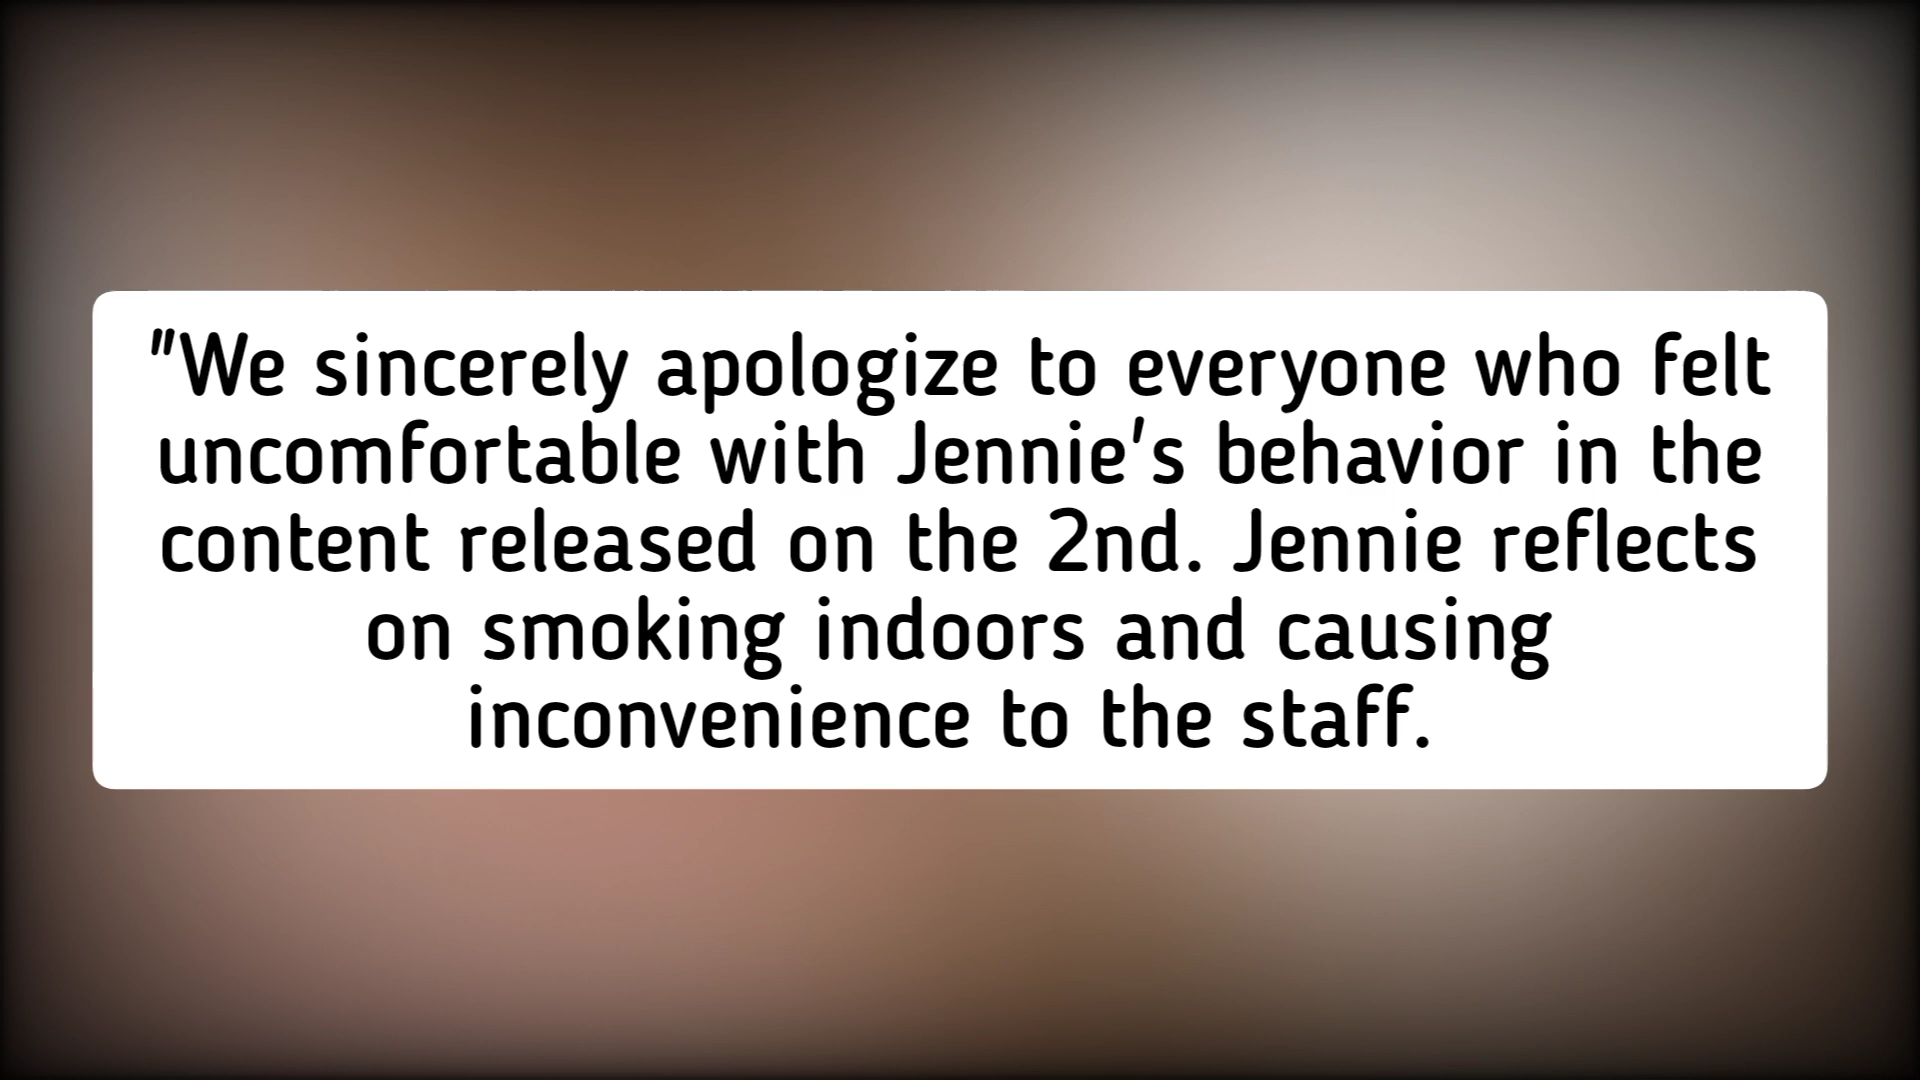 "We sincerely apologize to everyone who felt
uncomfortable with Jennie's behavior in the
content released on the 2nd. Jennie reflects
on smoking indoors and causing
inconvenience to the staff.